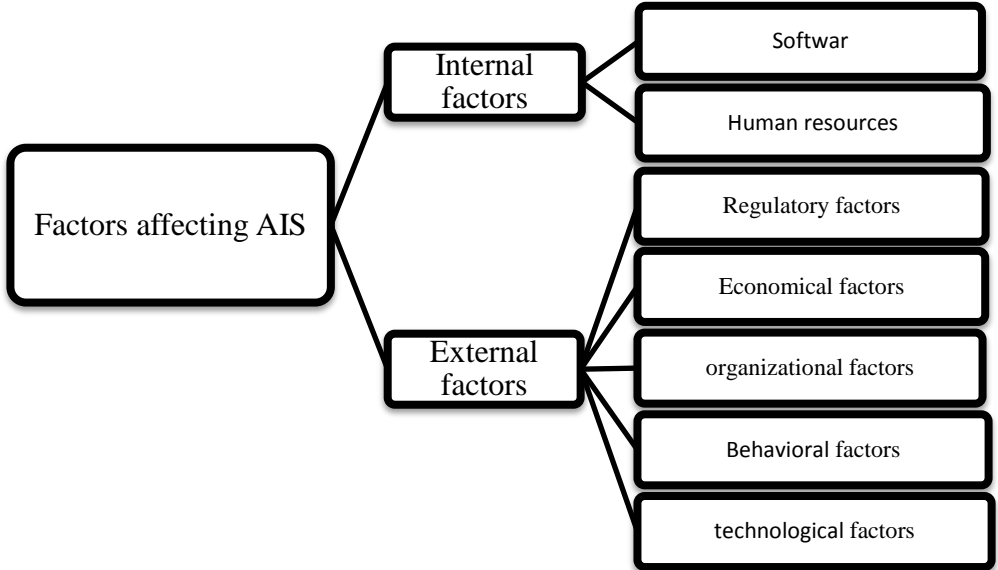 Factors affecting AIS
Internal
factors
Softwar
Human resources
External
factors
Regulatory factors
Economical factors
organizational factors
Behavioral factors
technological factors